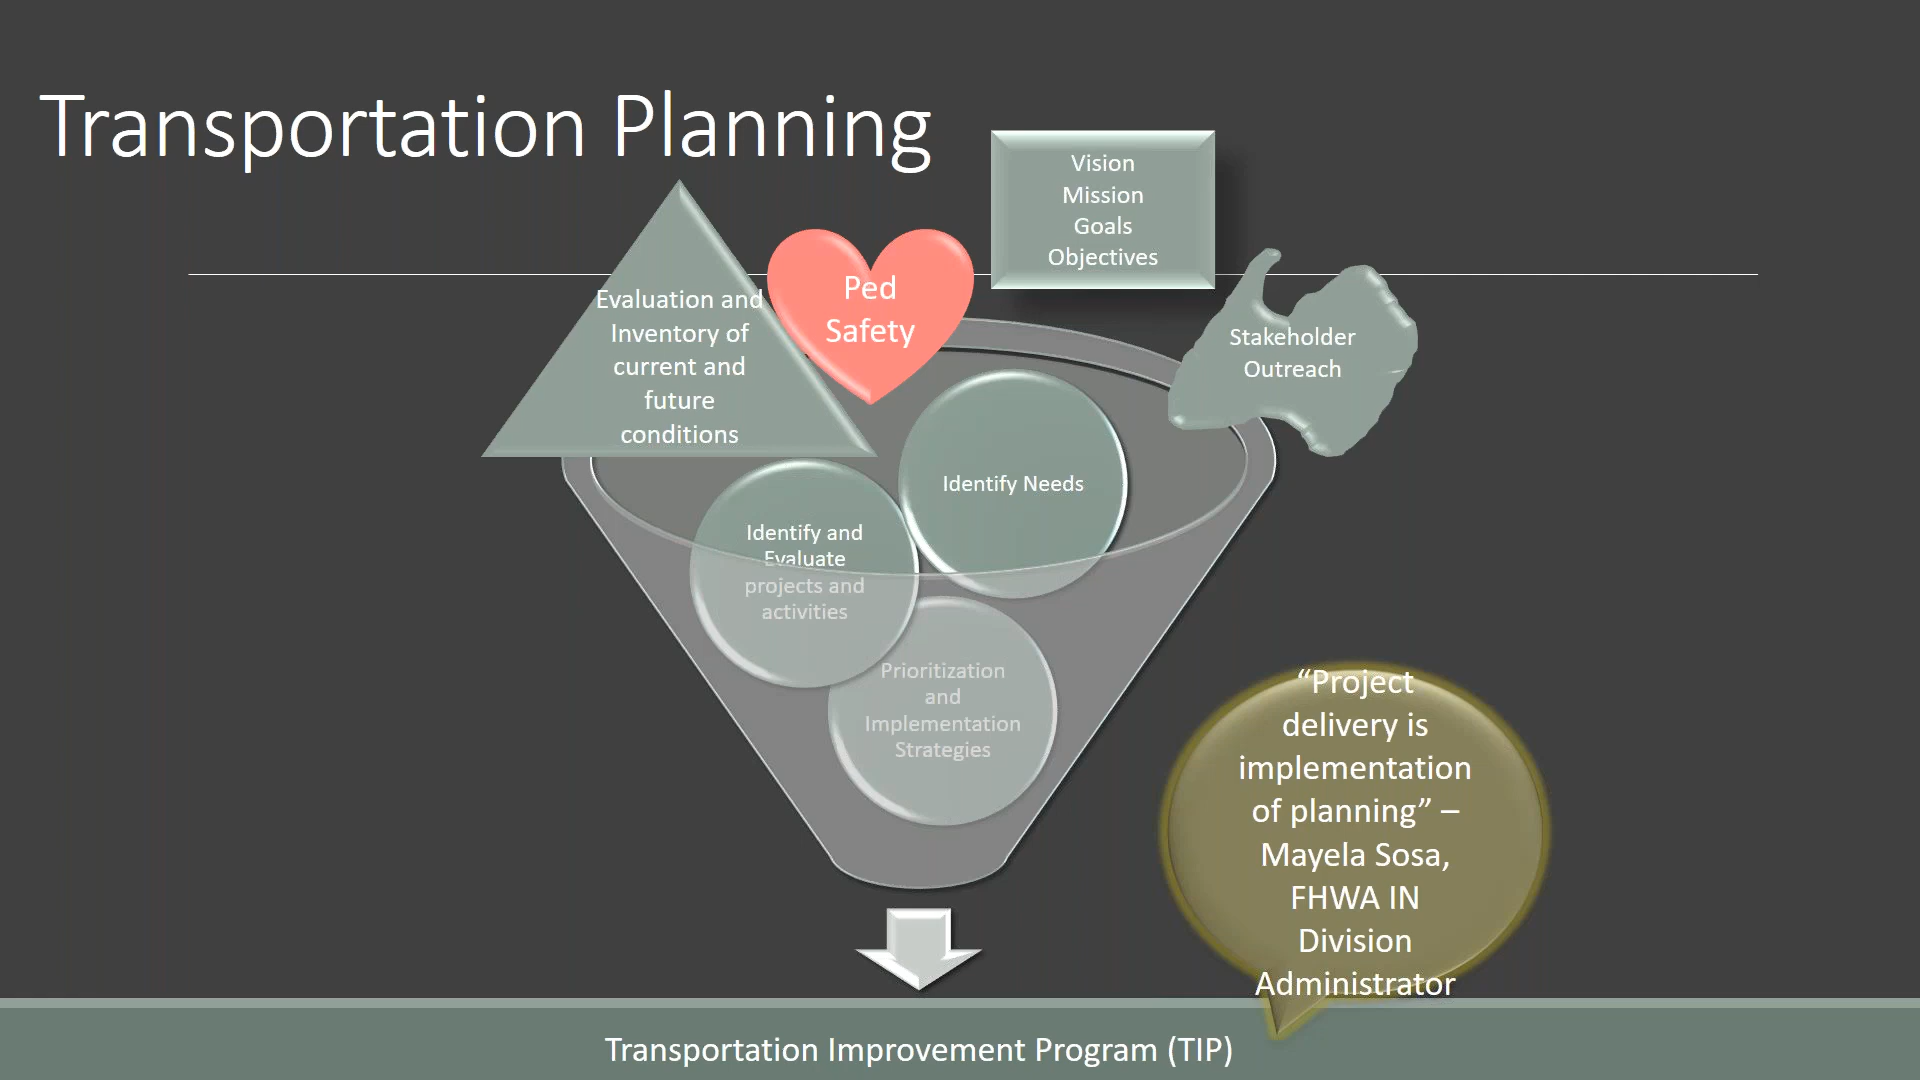 Transportation Planning
Vision
Mission
Goals
Objectives
Evaluation and
Inventory of
current and
future
conditions
Ped
Safety
Stakeholder
Outreach
Identify Needs
Identify and
Evaluate
projects and
activities
Prioritization
and
Implementation
Strategies
“Project
delivery is
implementation
of planning” –
Mayela Sosa,
FHWA IN
Division
Administrator
Transportation Improvement Program (TIP)